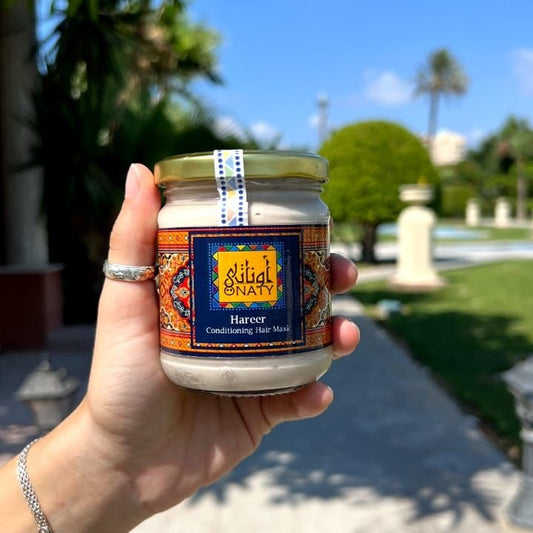 أوناتي
ONATY
Hareer
Conditioning Hair Mask